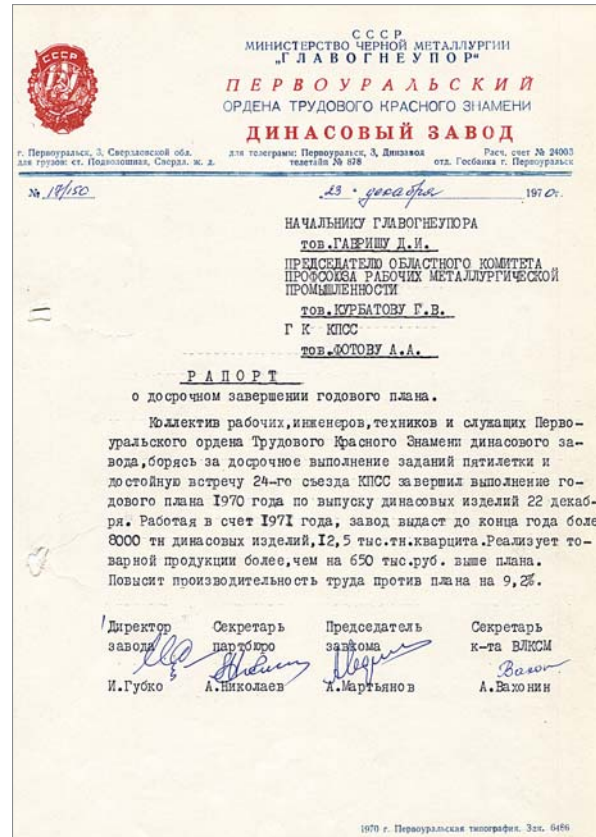 СССР
СССР
МИНИСТЕРСТВО ЧЕРНОЙ МЕТАЛЛУРГИИ
„ГЛАВОГНЕУПОР"
ПЕРВОУРАЛЬСКИЙ
ОРДЕНА ТРУДОВОГО КРАСНОГО ЗНАМЕНИ
ДИНАСОВЫЙ ЗАВОД
г. Первоуральск, 3, Свердловской обл. для телеграмм: Первоуральск, 3, Динзавод Расч. счет № 24003
для грузов: ст. Подволошная, Свердл. ж. д. телетайп № 878 отд. Госбанка г. Первоуральск
№ 17/150 „23" декабря 1970г.
НАЧАЛЬНИКУ ГЛАВОГНЕУПОРА
тов.ГАВРИШУ Д.И.
ПРЕДСЕДАТЕЛЮ ОБЛАСТНОГО КОМИТЕТА
ПРОФСОЮЗА РАБОЧИХ МЕТАЛЛУРГИЧЕСКОЙ
ПРОМЫШЛЕННОСТИ
тов.КУРБАТОВУ Г.В.
Г К КПСС
тов.ФОТОВУ А.А.
РАПОРТ
о досрочном завершении годового плана.
Коллектив рабочих,инженеров,техников и служащих Перво-
уральского ордена Трудового Красного Знамени динасового за-
вода,борясь за досрочное выполнение заданий пятилетки и
достойную встречу 24-го съезда КПСС завершил выполнение го-
дового плана 1970 года по выпуску динасовых изделий 22 декаб-
ря. Работая в счет 1971 года, завод выдаст до конца года боле
8000 тн динасовых изделий,12,5 тыс.тн.кварцита.Реализует то-
варной продукции более,чем на 650 тыс.руб. выше плана.
Повысит производительность труда против плана на 9,2%.
Директор Секретарь Председатель Секретарь
завода партбюро завкома к-та ВЛКСМ
И.Губко А.Николаев А.Мартьянов А.Вахонин
1970 г. Первоуральская типография. Зак. 6486